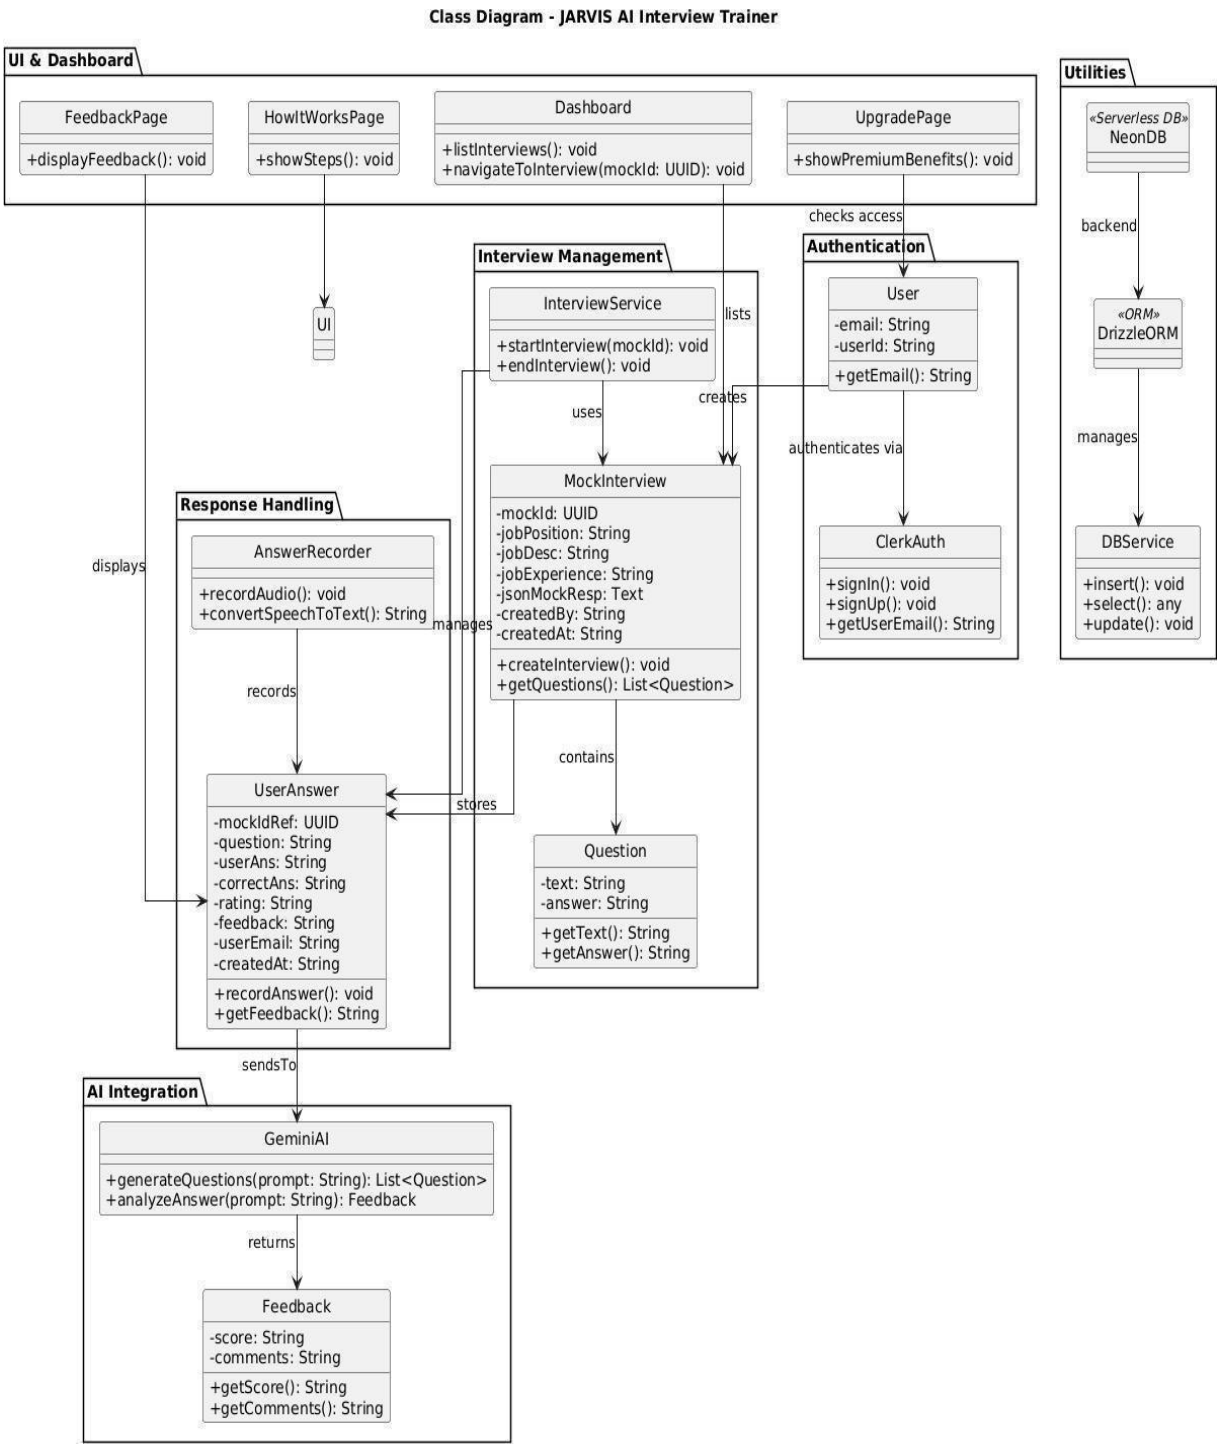 Class Diagram - JARVIS AI Interview Trainer
UI & Dashboard
FeedbackPage
+displayFeedback(): void
HowItWorksPage
+showSteps(): void
Dashboard
+listInterviews(): void
+navigateToInterview(mockId: UUID): void
UpgradePage
+showPremiumBenefits(): void
Utilities
«Serverless DB»
NeonDB
backend
«ORM»
DrizzleORM
manages
DBService
+insert(): void
+select(): any
+update(): void
checks access
Authentication
User
-email: String
-userId: String
+getEmail(): String
authenticates via
ClerkAuth
+signIn(): void
+signUp(): void
+getUserEmail(): String
UI
Interview Management
InterviewService
+startInterview(mockId): void
+endInterview(): void
lists
creates
uses
MockInterview
-mockId: UUID
-jobPosition: String
-jobDesc: String
-jobExperience: String
-jsonMockResp: Text
-createdBy: String
-createdAt: String
+createInterview(): void
+getQuestions(): List<Question>
contains
Question
-text: String
-answer: String
+getText(): String
+getAnswer(): String
displays
manages
stores
Response Handling
AnswerRecorder
+recordAudio(): void
+convertSpeechToText(): String
records
UserAnswer
-mockIdRef: UUID
-question: String
-userAns: String
-correctAns: String
-rating: String
-feedback: String
-userEmail: String
-createdAt: String
+recordAnswer(): void
+getFeedback(): String
sendsTo
AI Integration
GeminiAI
+generateQuestions(prompt: String): List<Question>
+analyzeAnswer(prompt: String): Feedback
returns
Feedback
-score: String
-comments: String
+getScore(): String
+getComments(): String